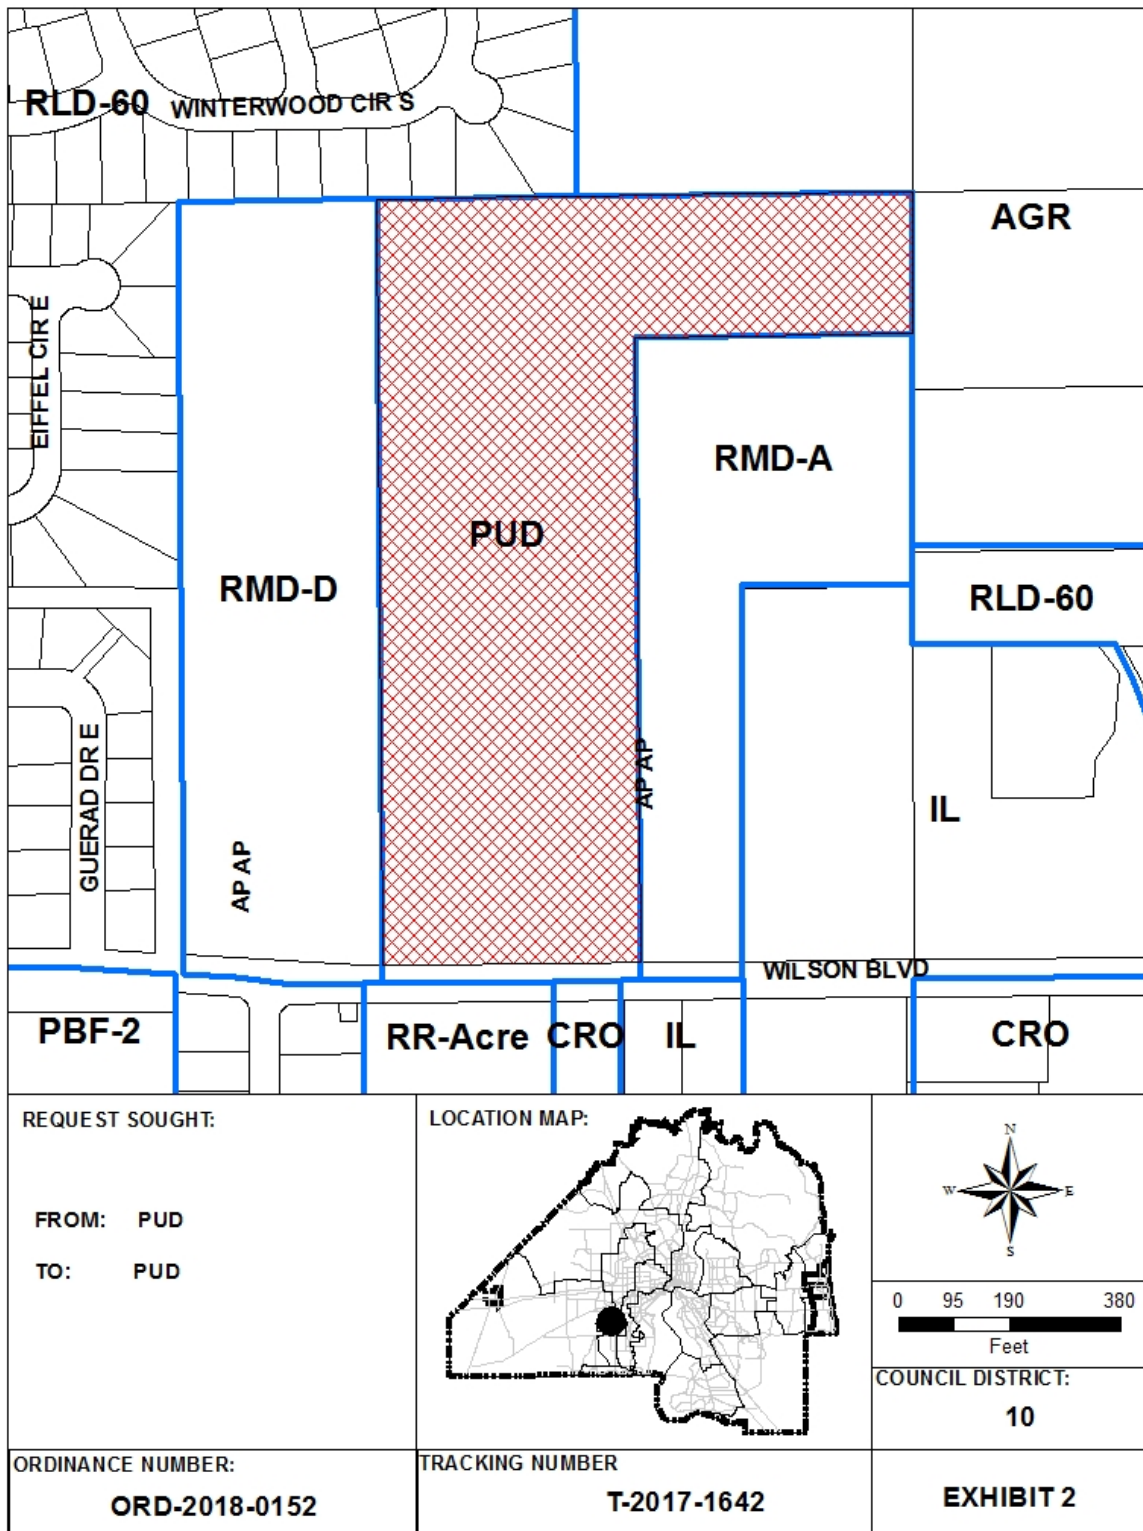 RLD-60
WINTERWOOD CIR S
AGR
EIFFEL CIR E
RMD-A
PUD
RMD-D
RLD-60
GUERAD DR E
AP AP
AP AP
IL
WILSON BLVD
PBF-2
RR-Acre
CRO
IL
CRO
REQUEST SOUGHT:
FROM: PUD
TO: PUD
LOCATION MAP:
N
W E
S
0 95 190 380
Feet
COUNCIL DISTRICT:
10
ORDINANCE NUMBER:
ORD-2018-0152
TRACKING NUMBER
T-2017-1642
EXHIBIT 2